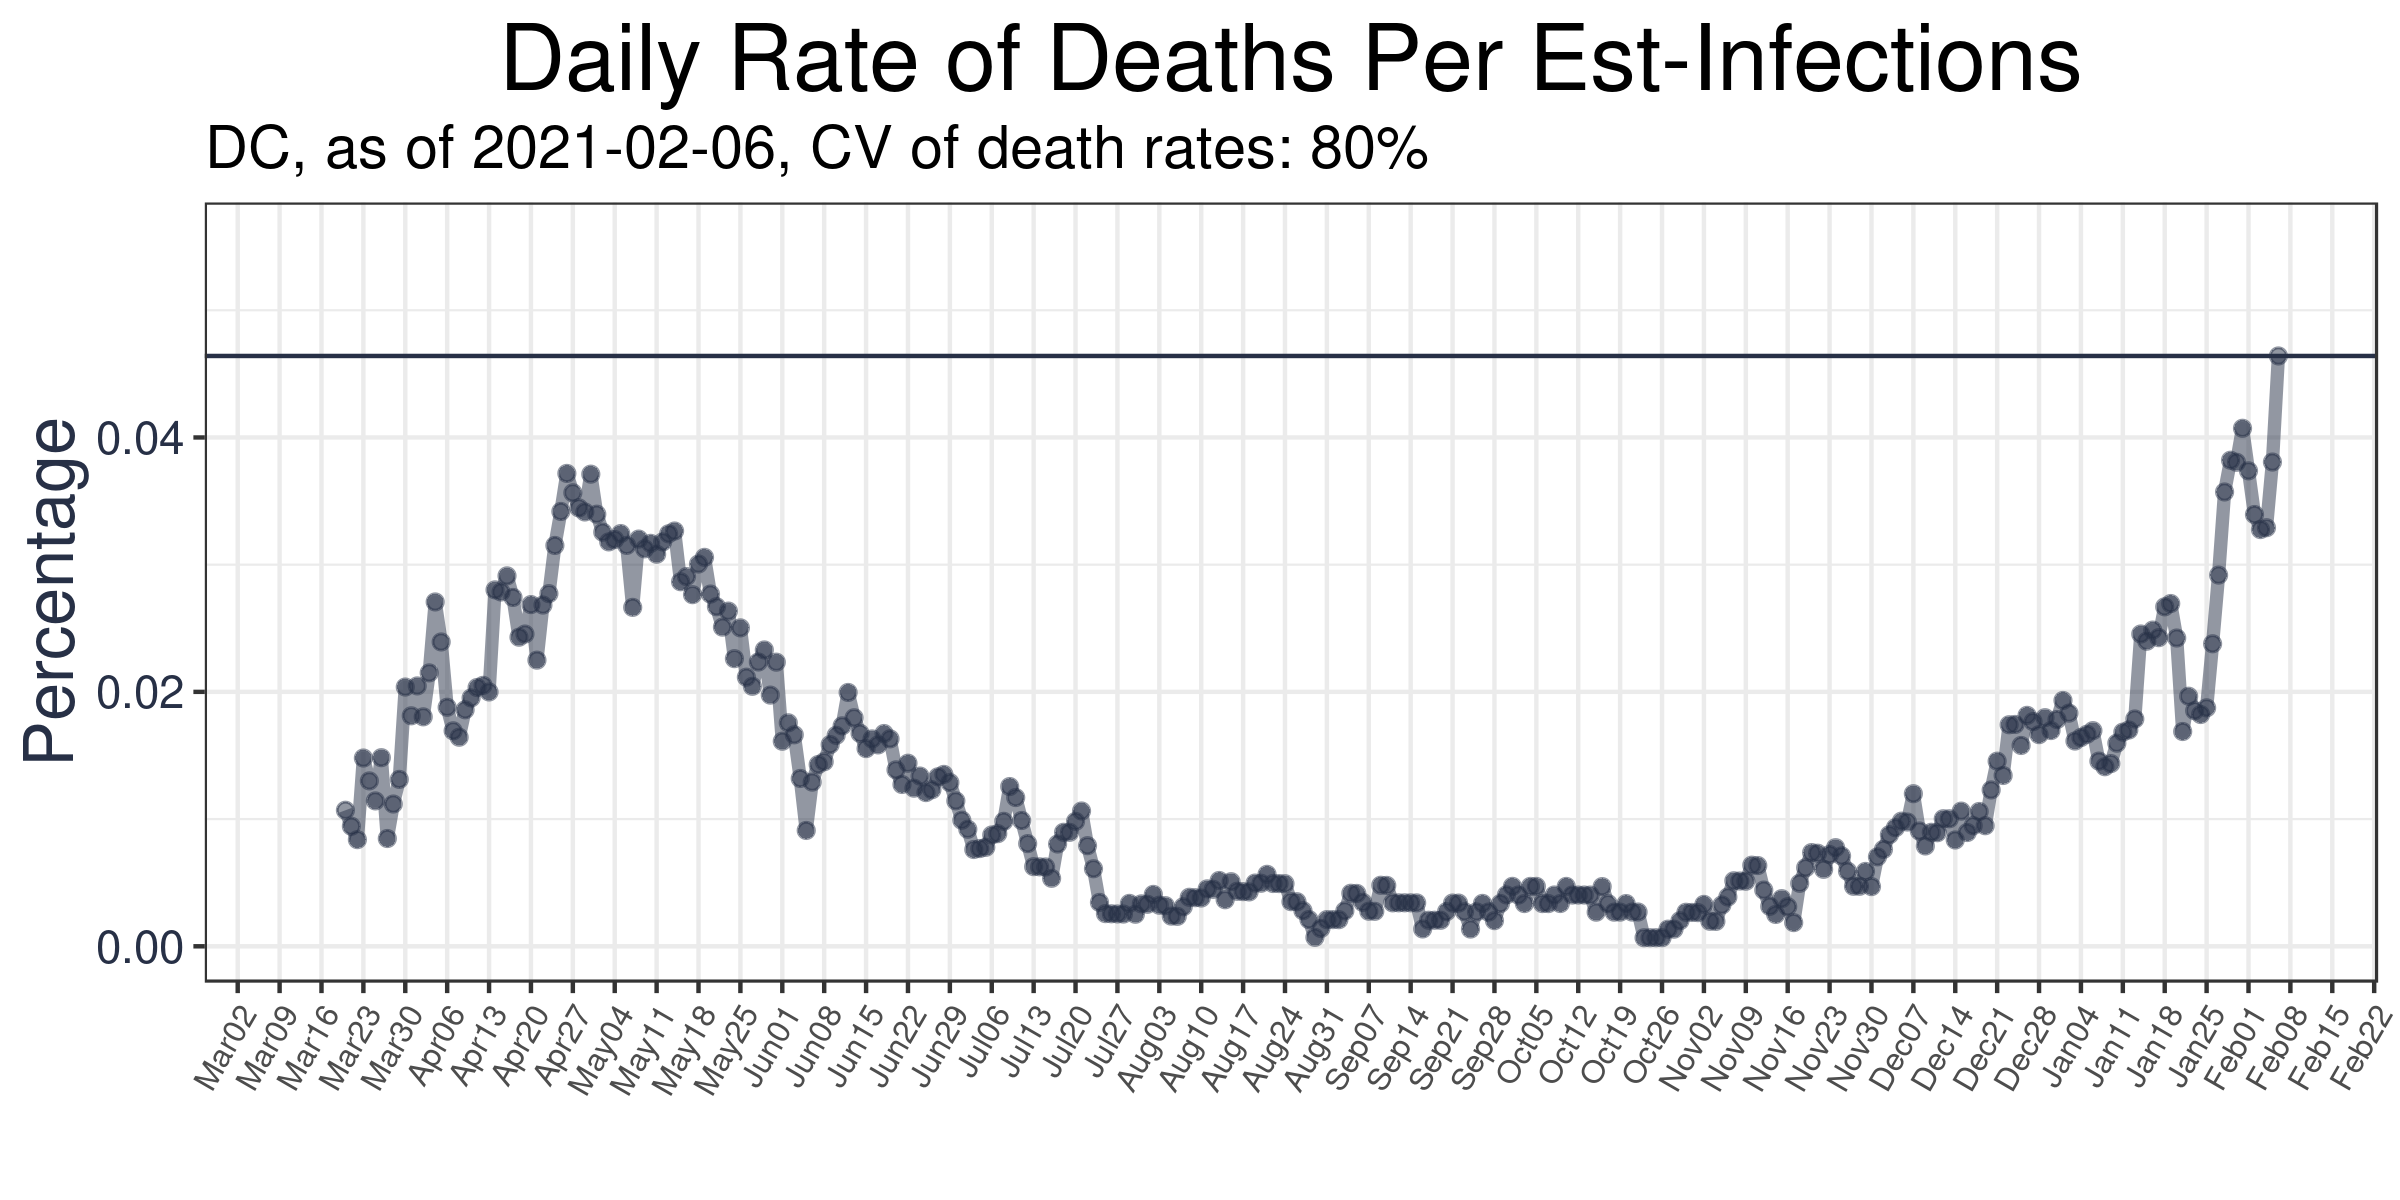 Daily Rate of Deaths Per Est-Infections
DC, as of 2021-02-06, CV of death rates: 80%
Percentage
0.04
0.02
0.00
Mar02 Mar09 Mar16 Mar23 Mar30 Apr06 Apr13 Apr20 Apr27 May04 May11 May18 May25 Jun01 Jun08 Jun15 Jun22 Jun29 Jul06 Jul13 Jul20 Jul27 Aug03 Aug10 Aug17 Aug24 Aug31 Sep07 Sep14 Sep21 Sep28 Oct05 Oct12 Oct19 Oct26 Nov02 Nov09 Nov16 Nov23 Nov30 Dec07 Dec14 Dec21 Dec28 Jan04 Jan11 Jan18 Jan25 Feb01 Feb08 Feb15 Feb22